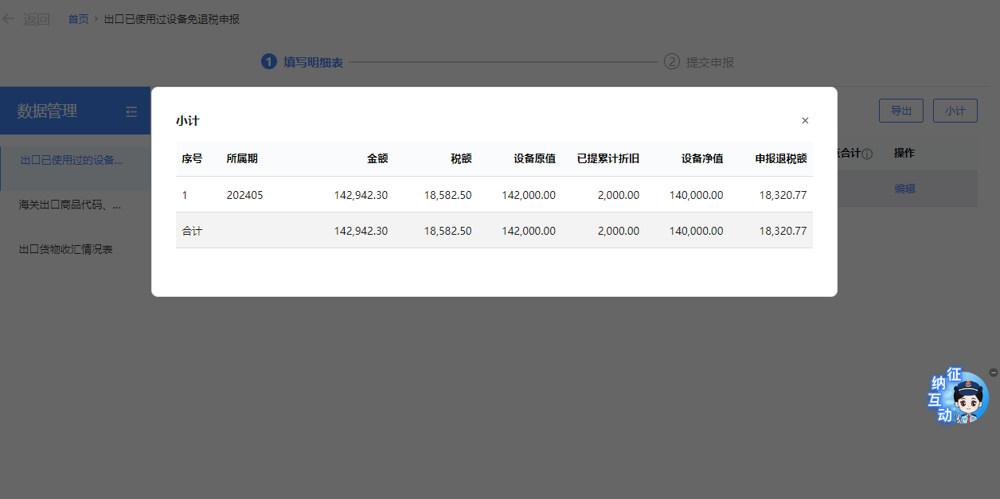 返回 首页 > 出口已使用过设备免退税申报
1 填写明细表 2 提交申报
数据管理
导出 小计
出口已使用过的设备...
海关出口商品代码、...
出口货物收汇情况表
合计 操作
编辑
小计 ×
序号 所属期 金额 税额 设备原值 已提累计折旧 设备净值 申报退税额
1 202405 142,942.30 18,582.50 142,000.00 2,000.00 140,000.00 18,320.77
合计 142,942.30 18,582.50 142,000.00 2,000.00 140,000.00 18,320.77
征纳互动